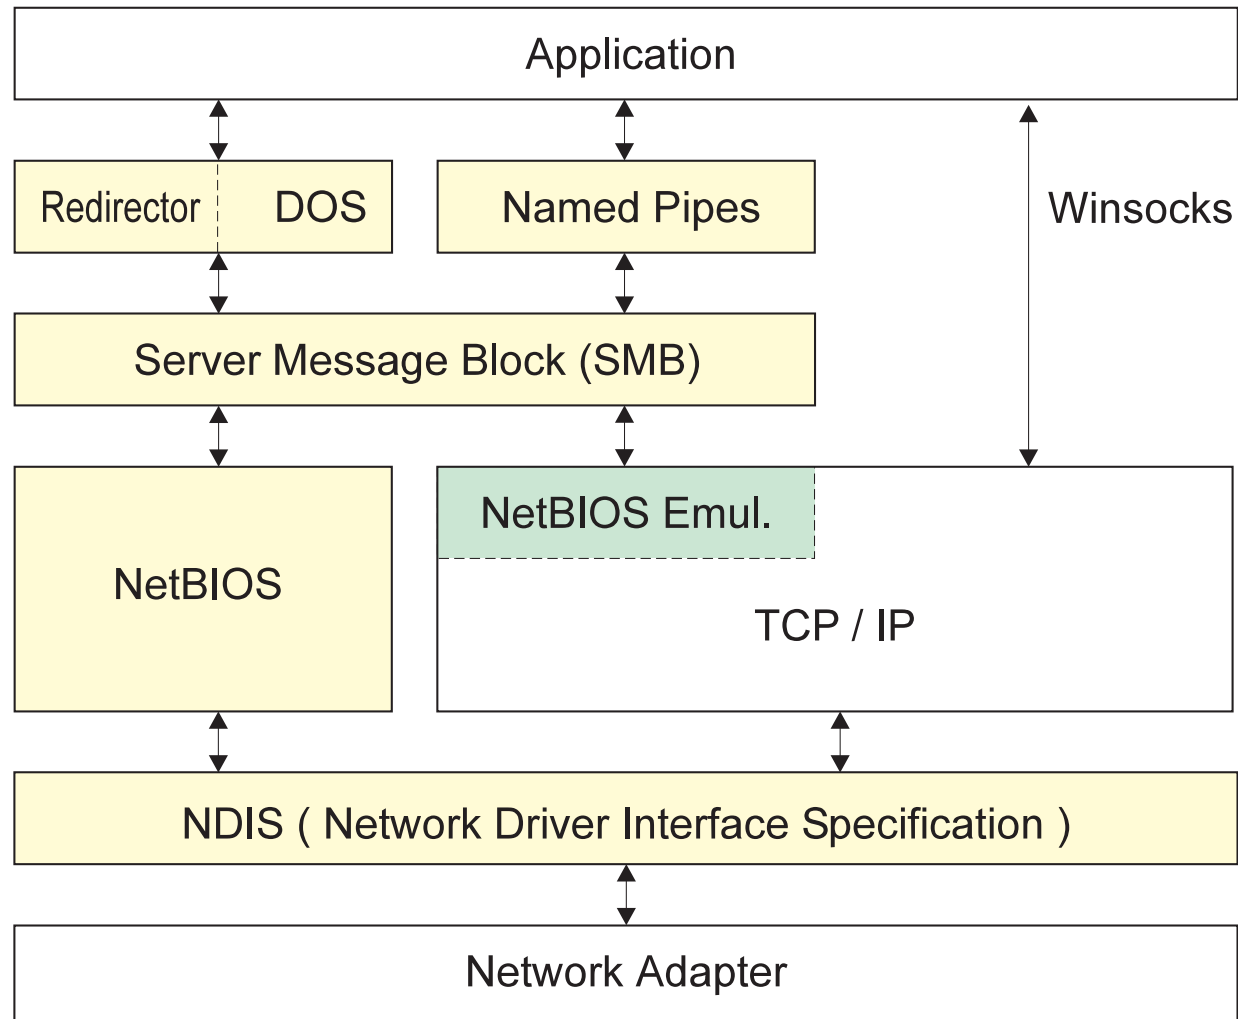 Application
Redirector DOS
Named Pipes
Winsocks
Server Message Block (SMB)
NetBIOS Emul.
NetBIOS
TCP / IP
NDIS ( Network Driver Interface Specification )
Network Adapter